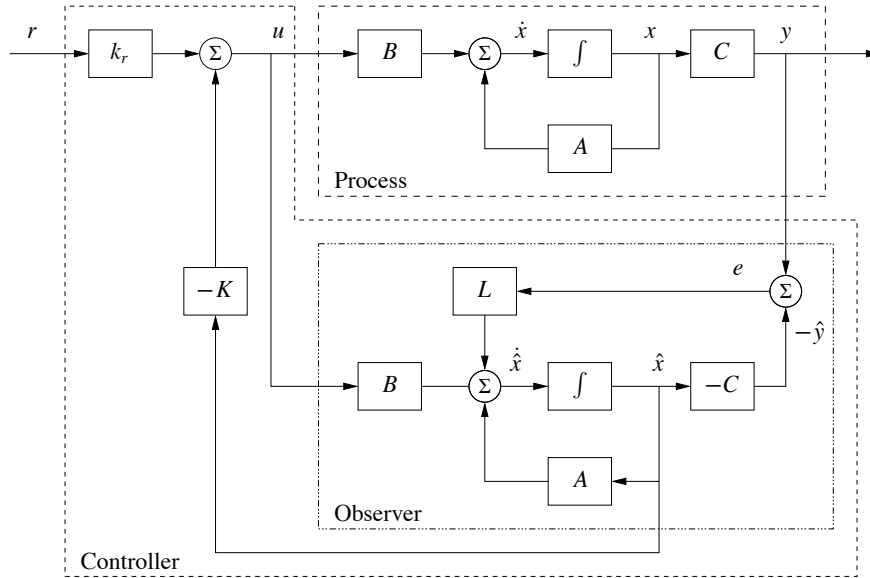 r
k_r
Σ
u
B
Σ
ẋ
∫
x
C
y
A
Process
−K
L
e
Σ
−ŷ
B
Σ
x̂̇
∫
x̂
−C
A
Observer
Controller